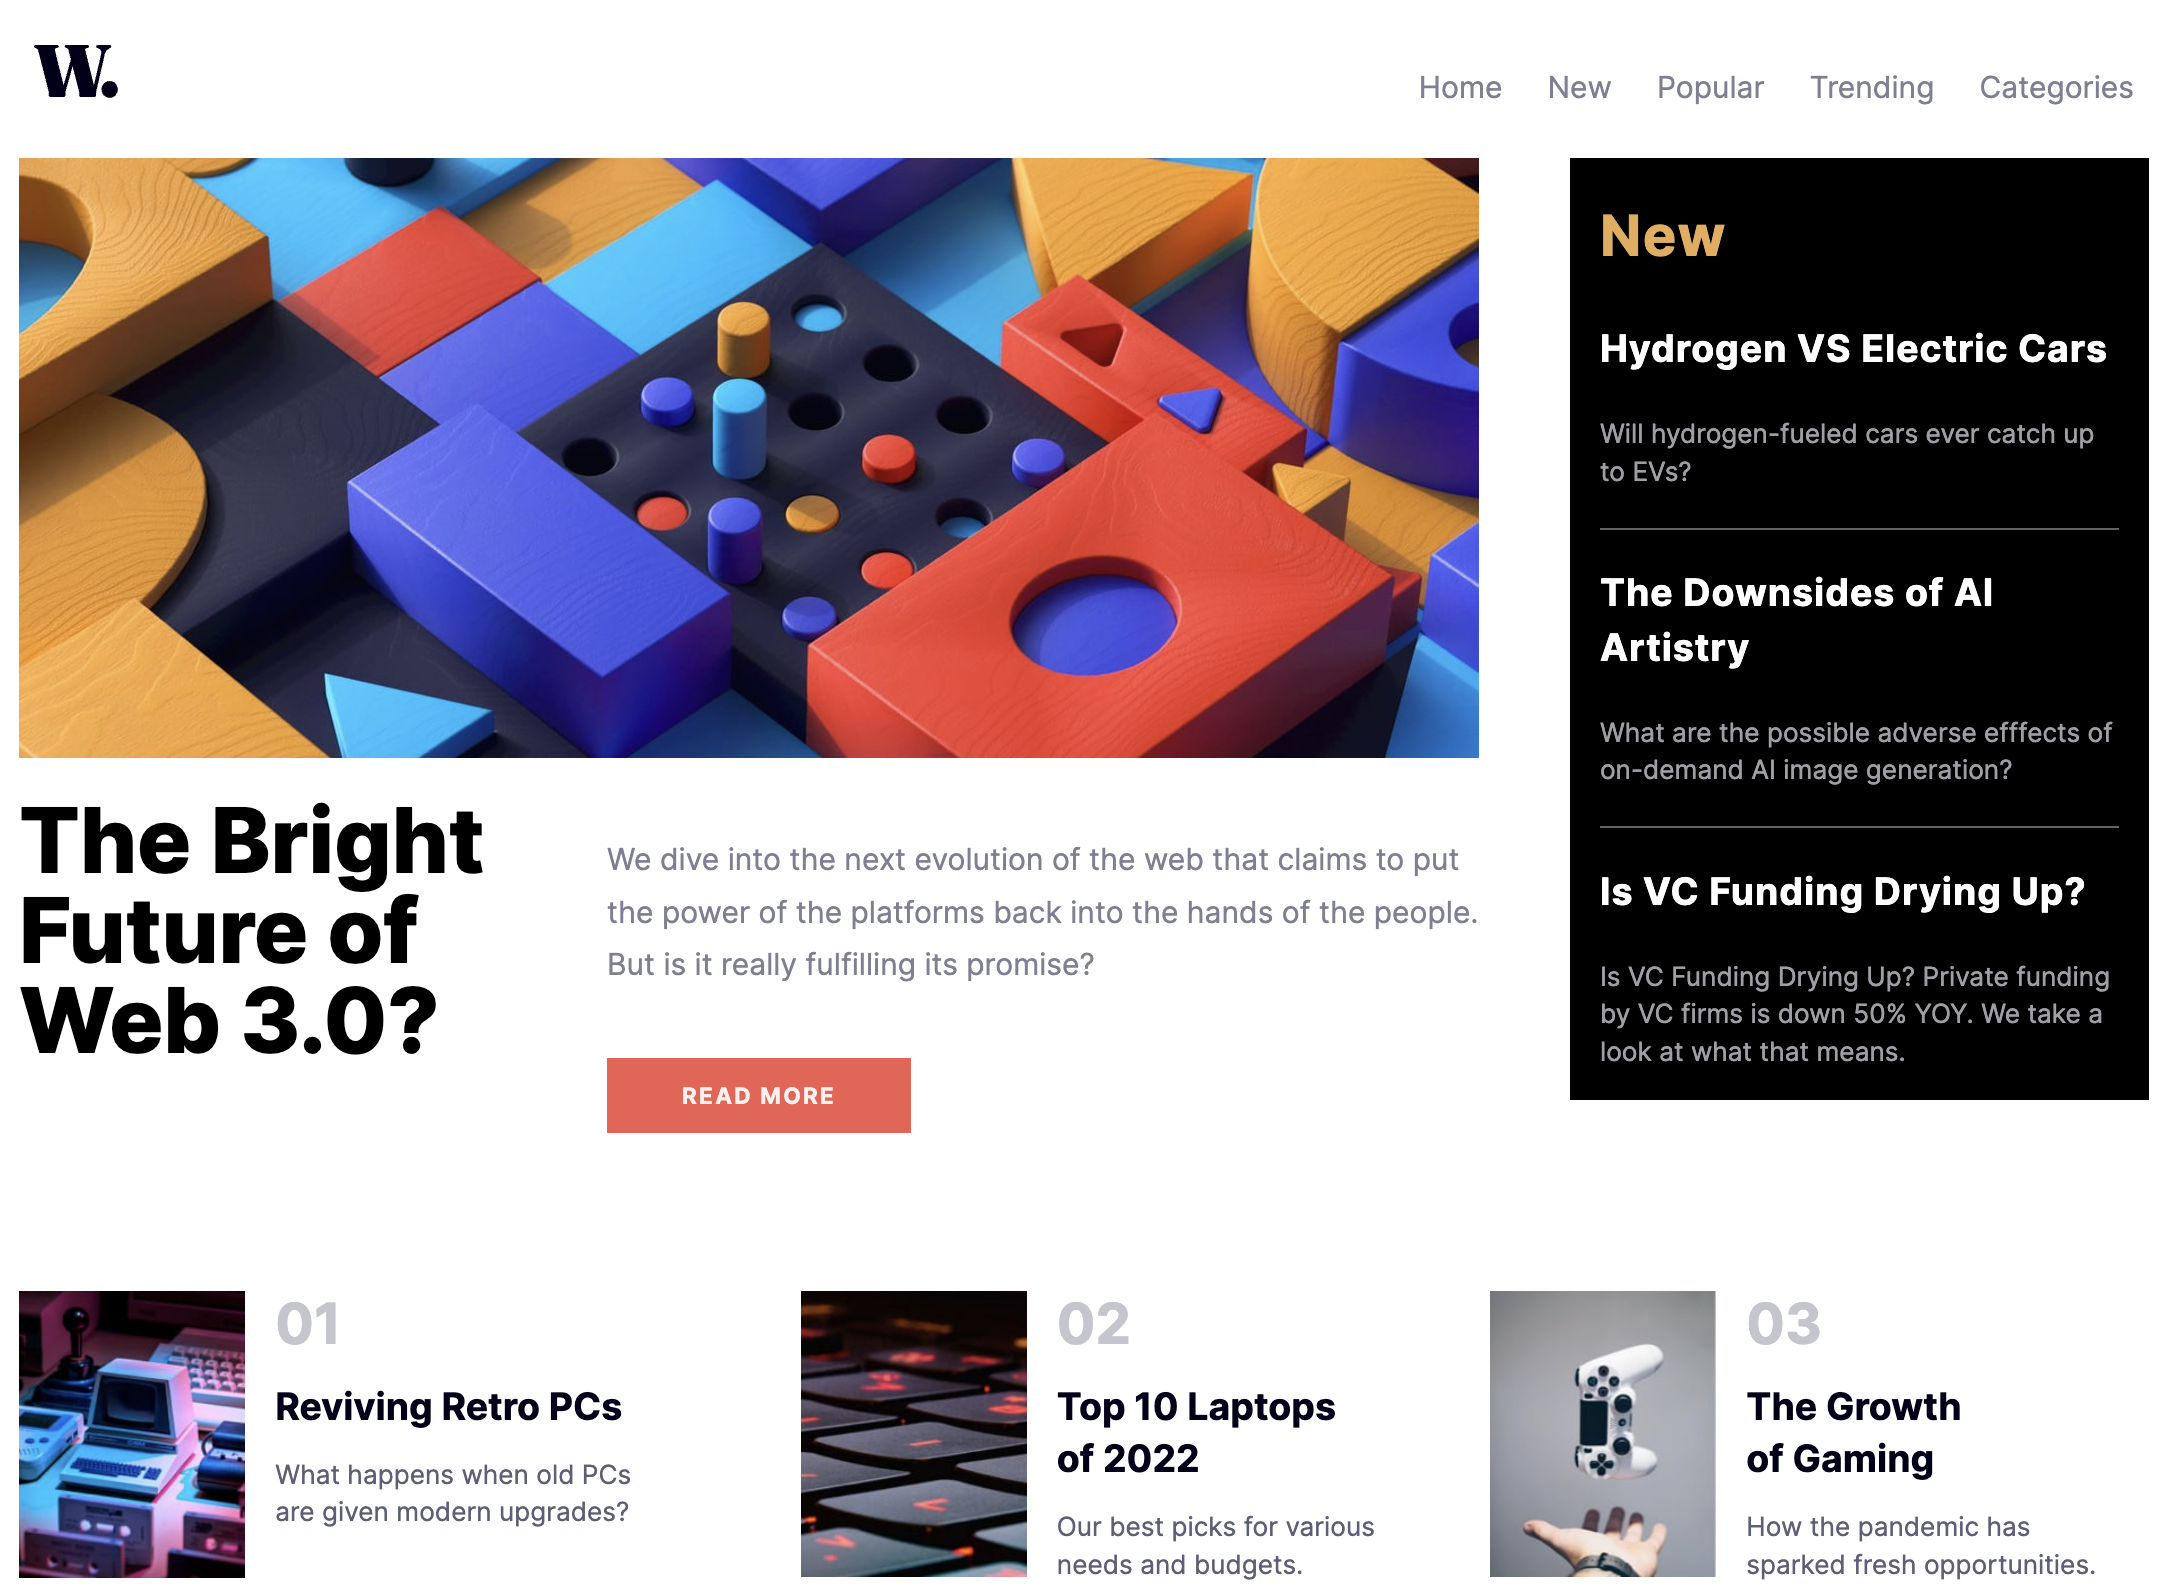 W.
Home New Popular Trending Categories
The Bright
Future of
Web 3.0?
We dive into the next evolution of the web that claims to put
the power of the platforms back into the hands of the people.
But is it really fulfilling its promise?
READ MORE
New
Hydrogen VS Electric Cars
Will hydrogen-fueled cars ever catch up
to EVs?
The Downsides of AI
Artistry
What are the possible adverse efffects of
on-demand AI image generation?
Is VC Funding Drying Up?
Is VC Funding Drying Up? Private funding
by VC firms is down 50% YOY. We take a
look at what that means.
01
Reviving Retro PCs
What happens when old PCs
are given modern upgrades?
02
Top 10 Laptops
of 2022
Our best picks for various
needs and budgets.
03
The Growth
of Gaming
How the pandemic has
sparked fresh opportunities.